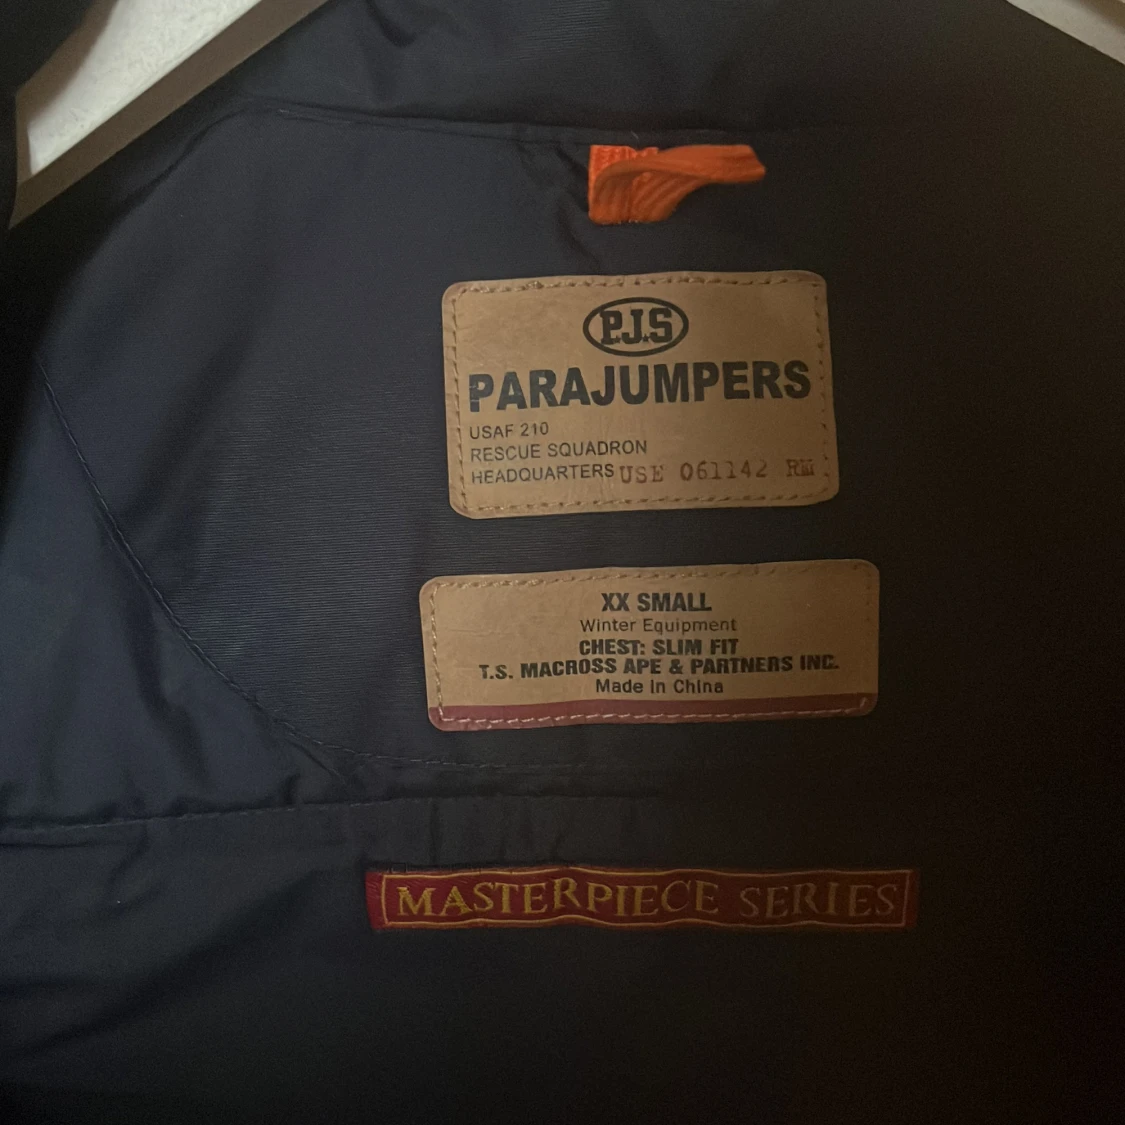 P.J.S
PARAJUMPERS
USAF 210
RESCUE SQUADRON
HEADQUARTERS USE 061142 RM
XX SMALL
Winter Equipment
CHEST: SLIM FIT
T.S. MACROSS APE & PARTNERS INC.
Made in China
MASTERPIECE SERIES